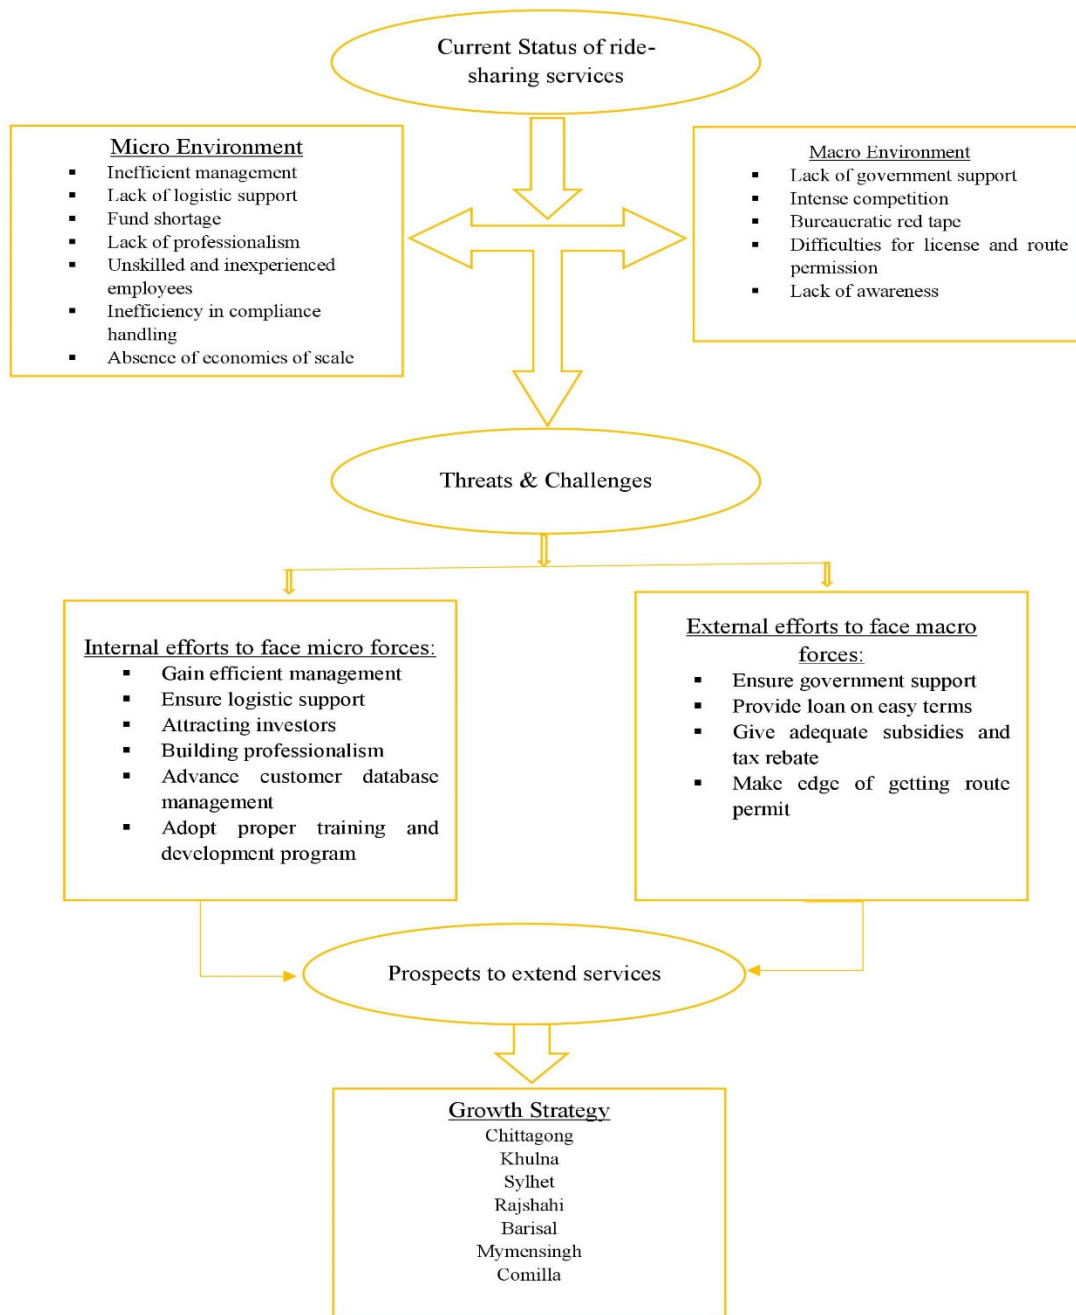 Current Status of ride-
sharing services
Micro Environment
▪ Inefficient management
▪ Lack of logistic support
▪ Fund shortage
▪ Lack of professionalism
▪ Unskilled and inexperienced
employees
▪ Inefficiency in compliance
handling
▪ Absence of economies of scale
Macro Environment
▪ Lack of government support
▪ Intense competition
▪ Bureaucratic red tape
▪ Difficulties for license and route
permission
▪ Lack of awareness
Threats & Challenges
Internal efforts to face micro forces:
▪ Gain efficient management
▪ Ensure logistic support
▪ Attracting investors
▪ Building professionalism
▪ Advance customer database
management
▪ Adopt proper training and
development program
External efforts to face macro
forces:
▪ Ensure government support
▪ Provide loan on easy terms
▪ Give adequate subsidies and
tax rebate
▪ Make edge of getting route
permit
Prospects to extend services
Growth Strategy
Chittagong
Khulna
Sylhet
Rajshahi
Barisal
Mymensingh
Comilla